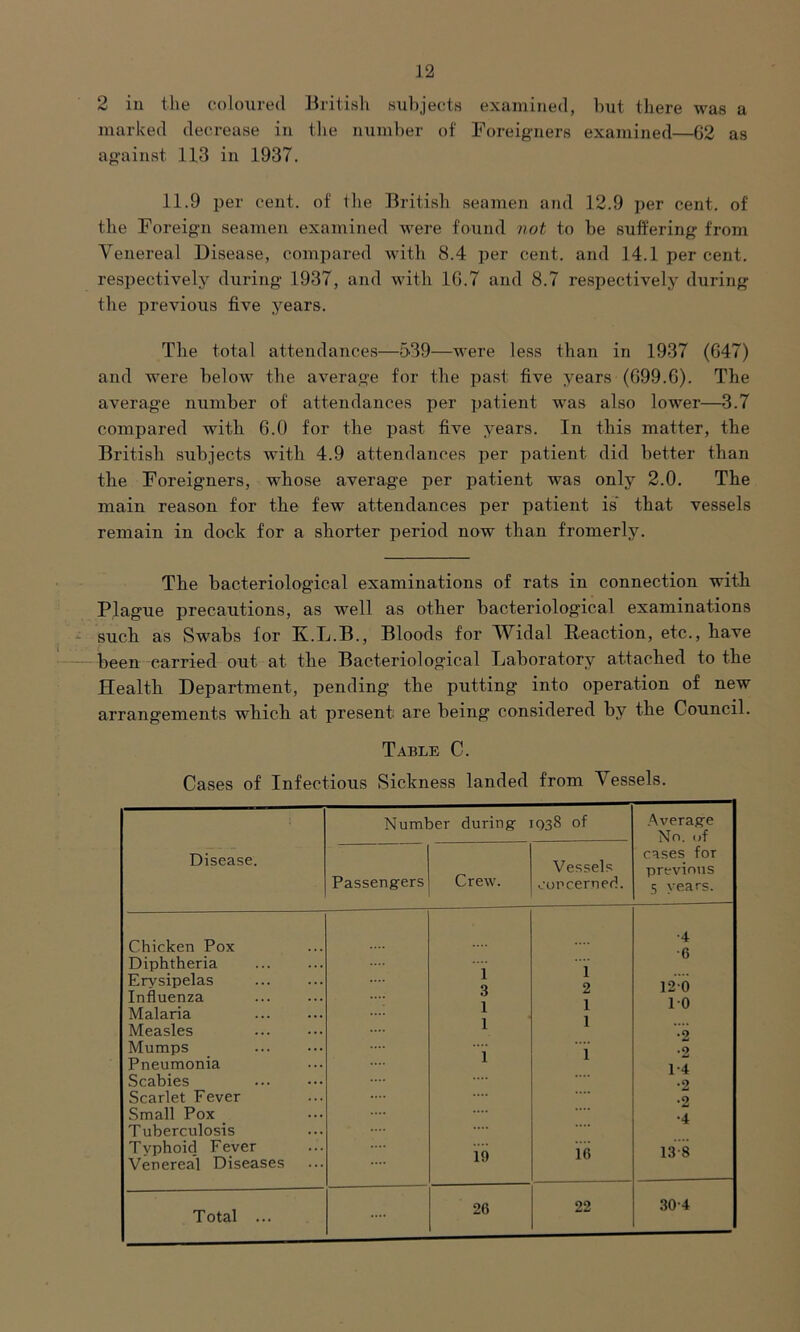 12
2 in the coloured British subjects examined, but there was a
marked decrease in the number of Foreigners examined—62 as
against 113 in 1937.
11.9 per cent. of the British seamen and 12.9 per cent. of
the Foreign seamen examined were found not to be suffering from
Venereal Disease, compared with 8.4 per cent. and 14.1 per cent.
respectively during 1937, and with 16.7 and 8.7 respectively during
the previous five years.
The total attendances—539—were less than in 1937 (647)
and were below the average for the past five years (699.6). The
average number of attendances per patient was also lower—3.7
compared with 6.0 for the past five years. In this matter, the
British subjects with 4.9 attendances per patient did better than
the Foreigners, whose average per patient was only 2.0. The
main reason for the few attendances per patient is that vessels
remain in dock for a shorter period now than fromerly.
The bacteriological examinations of rats in connection with
Plague precautions, as well as other bacteriological examinations
such as Swabs for K.L.B., Bloods for Widal Reaction, etc., have
been carried out at the Bacteriological Laboratory attached to the
Health Department, pending the putting into operation of new
arrangements which at present are being considered by the Council.
TABLE C.
Cases of Infectious Sickness landed from Vessels.
Disease. Number during 1938 of Average No. of cases for previous 5 years.
Passengers Crew. Vessels concerned.
Chicken Pox ... .... .... .... ·4
Diphtheria ... ... .... .... .... ·6
Erysipelas ... ... .... 1 1 ....
Influenza ... ... .... 3 2 12·0
Malaria ... ... .... 1 1 1·0
Measles ... ... .... 1 1 ....
Mumps ... ... .... .... .... ·2
Pneumonia ... .... 1 1 ·2
Scabies ... ... .... .... .... 1·4
Scarlet Fever ... .... .... .... ·2
Small Pox ... .... .... .... ·2
Tuberculosis ... .... .... .... ·4
Typhoid Fever ... .... .... .... ....
Venereal Diseases ... .... 19 16 13·8
Total ... .... 26 22 30·4